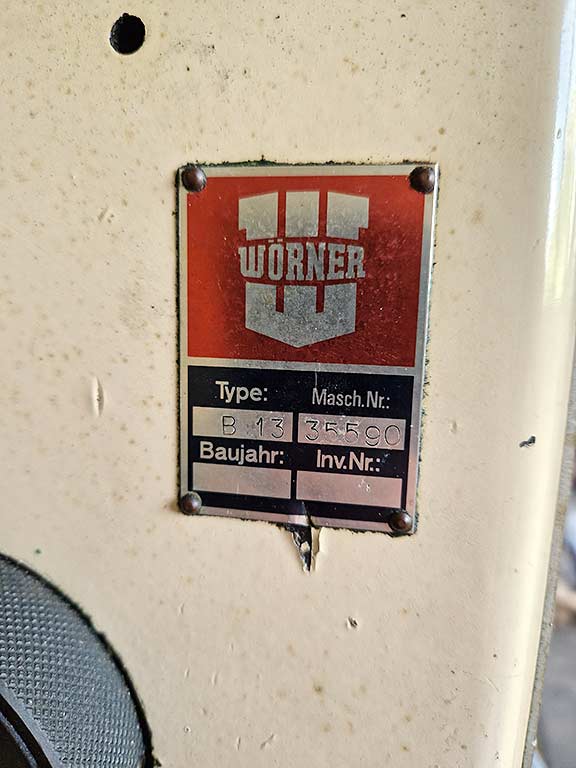 WÖRNER
Type: Masch.Nr.:
B 13 35590
Baujahr: Inv.Nr.: